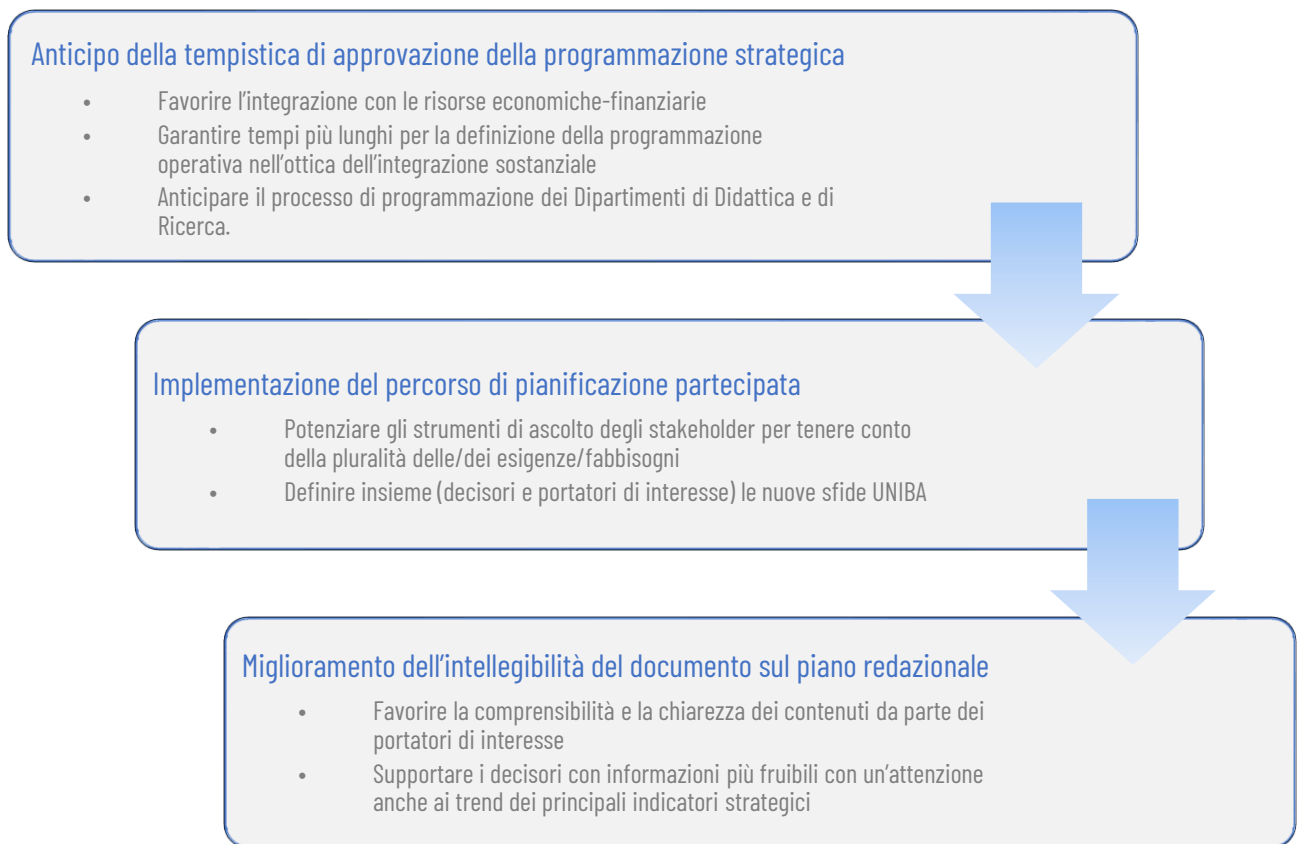 Anticipo della tempistica di approvazione della programmazione strategica
• Favorire l'integrazione con le risorse economiche-finanziarie
• Garantire tempi più lunghi per la definizione della programmazione
operativa nell'ottica dell'integrazione sostanziale
• Anticipare il processo di programmazione dei Dipartimenti di Didattica e di
Ricerca.
Implementazione del percorso di pianificazione partecipata
• Potenziare gli strumenti di ascolto degli stakeholder per tenere conto
della pluralità delle/dei esigenze/fabbisogni
• Definire insieme (decisori e portatori di interesse) le nuove sfide UNIBA
Miglioramento dell'intellegibilità del documento sul piano redazionale
• Favorire la comprensibilità e la chiarezza dei contenuti da parte dei
portatori di interesse
• Supportare i decisori con informazioni più fruibili con un'attenzione
anche ai trend dei principali indicatori strategici